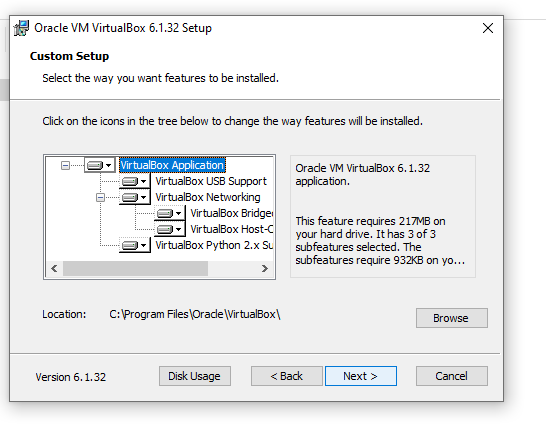 Oracle VM VirtualBox 6.1.32 Setup
Custom Setup
Select the way you want features to be installed.
Click on the icons in the tree below to change the way features will be installed.
VirtualBox Application
VirtualBox USB Support
VirtualBox Networking
VirtualBox Bridge
VirtualBox Host-C
VirtualBox Python 2.x Su
Oracle VM VirtualBox 6.1.32
application.
This feature requires 217MB on
your hard drive. It has 3 of 3
subfeatures selected. The
subfeatures require 932KB on yo...
Location: C:\Program Files\Oracle\VirtualBox\
Browse
Version 6.1.32
Disk Usage
< Back
Next >
Cancel